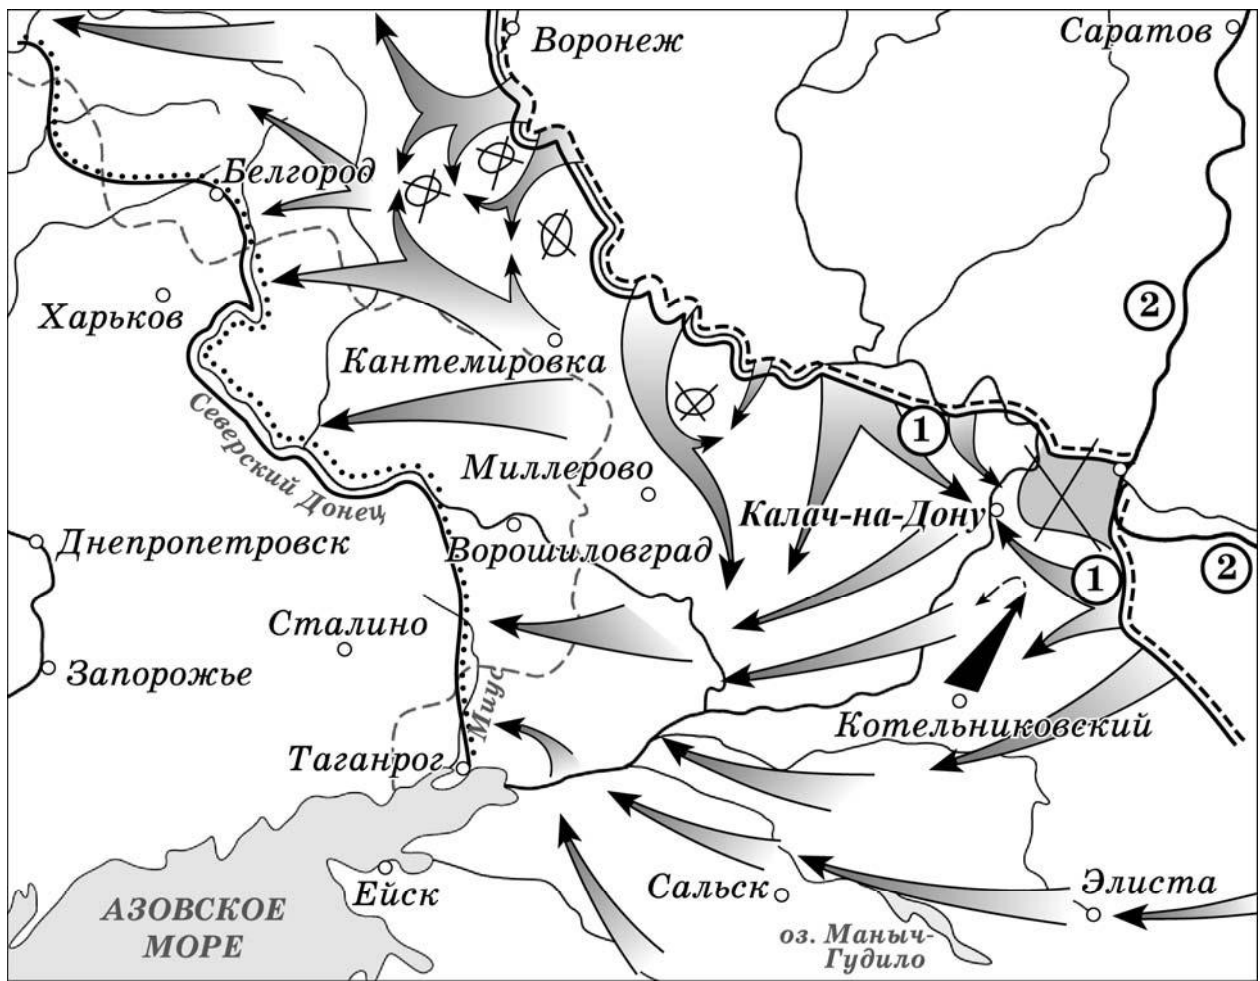 Воронеж
Саратов
Белгород
Харьков
2
Кантемировка
Северский Донец
1
Миллерово
Калач-на-Дону
Днепропетровск
Ворошиловград
1
2
Сталино
Запорожье
Миус
Котельниковский
Таганрог
Ейск
Сальск
Элиста
АЗОВСКОЕ
МОРЕ
оз. Маныч-
Гудило